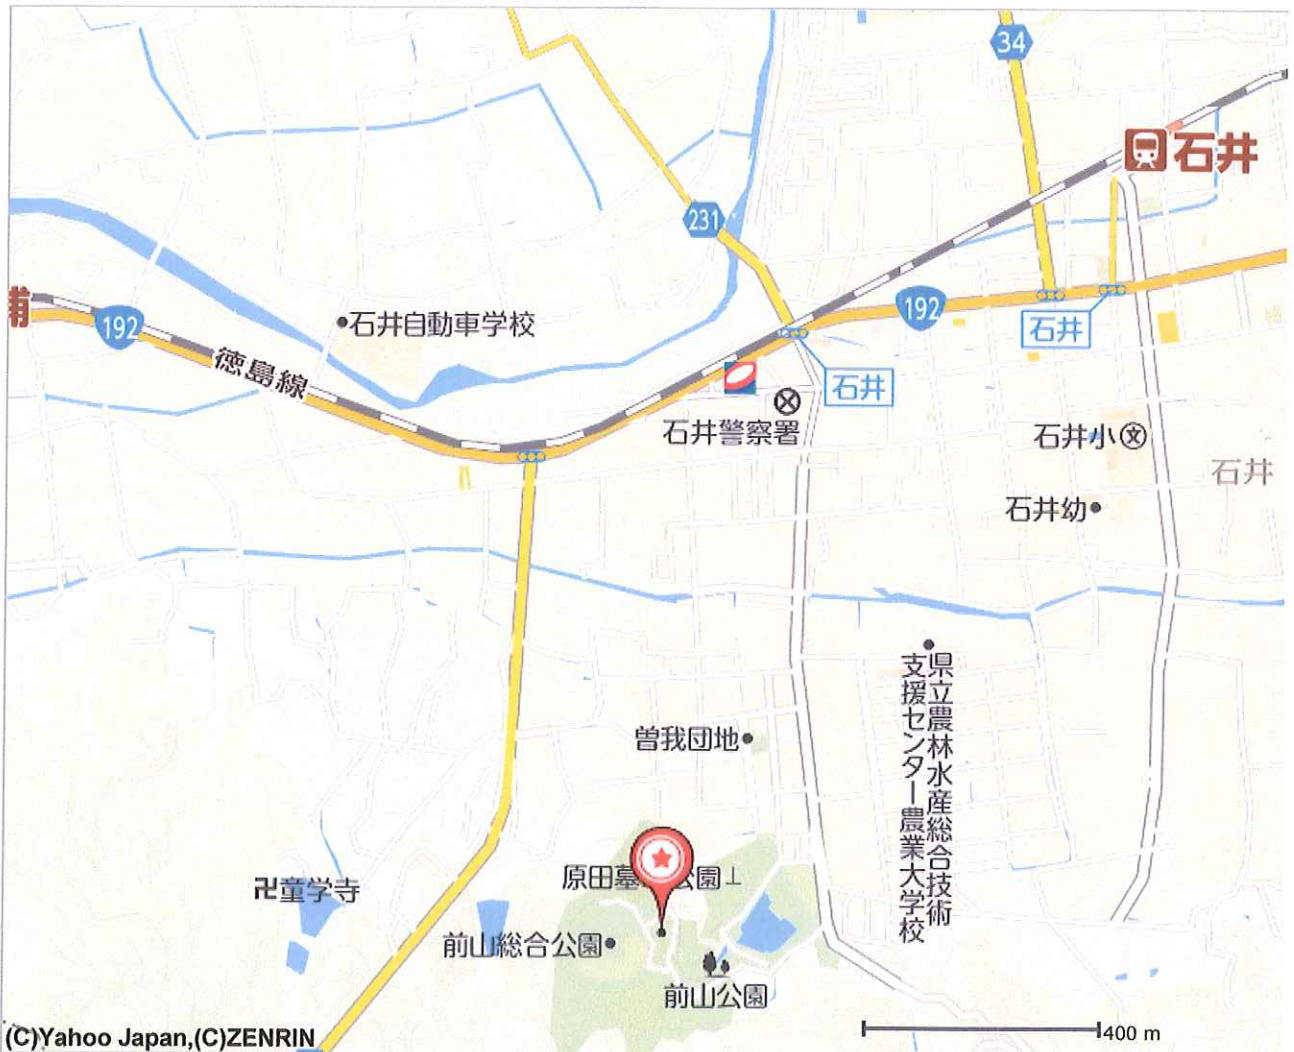 34
石井
231
浦
192
192
石井自動車学校
石井
徳島線
石井
石井警察署
石井小
文
石井
石井幼
県立農林水産総合技術
支援センター農業大学校
曽我団地
原田墓 公園
卍童学寺
前山総合公園
前山公園
(C)Yahoo Japan,(C)ZENRIN
400 m